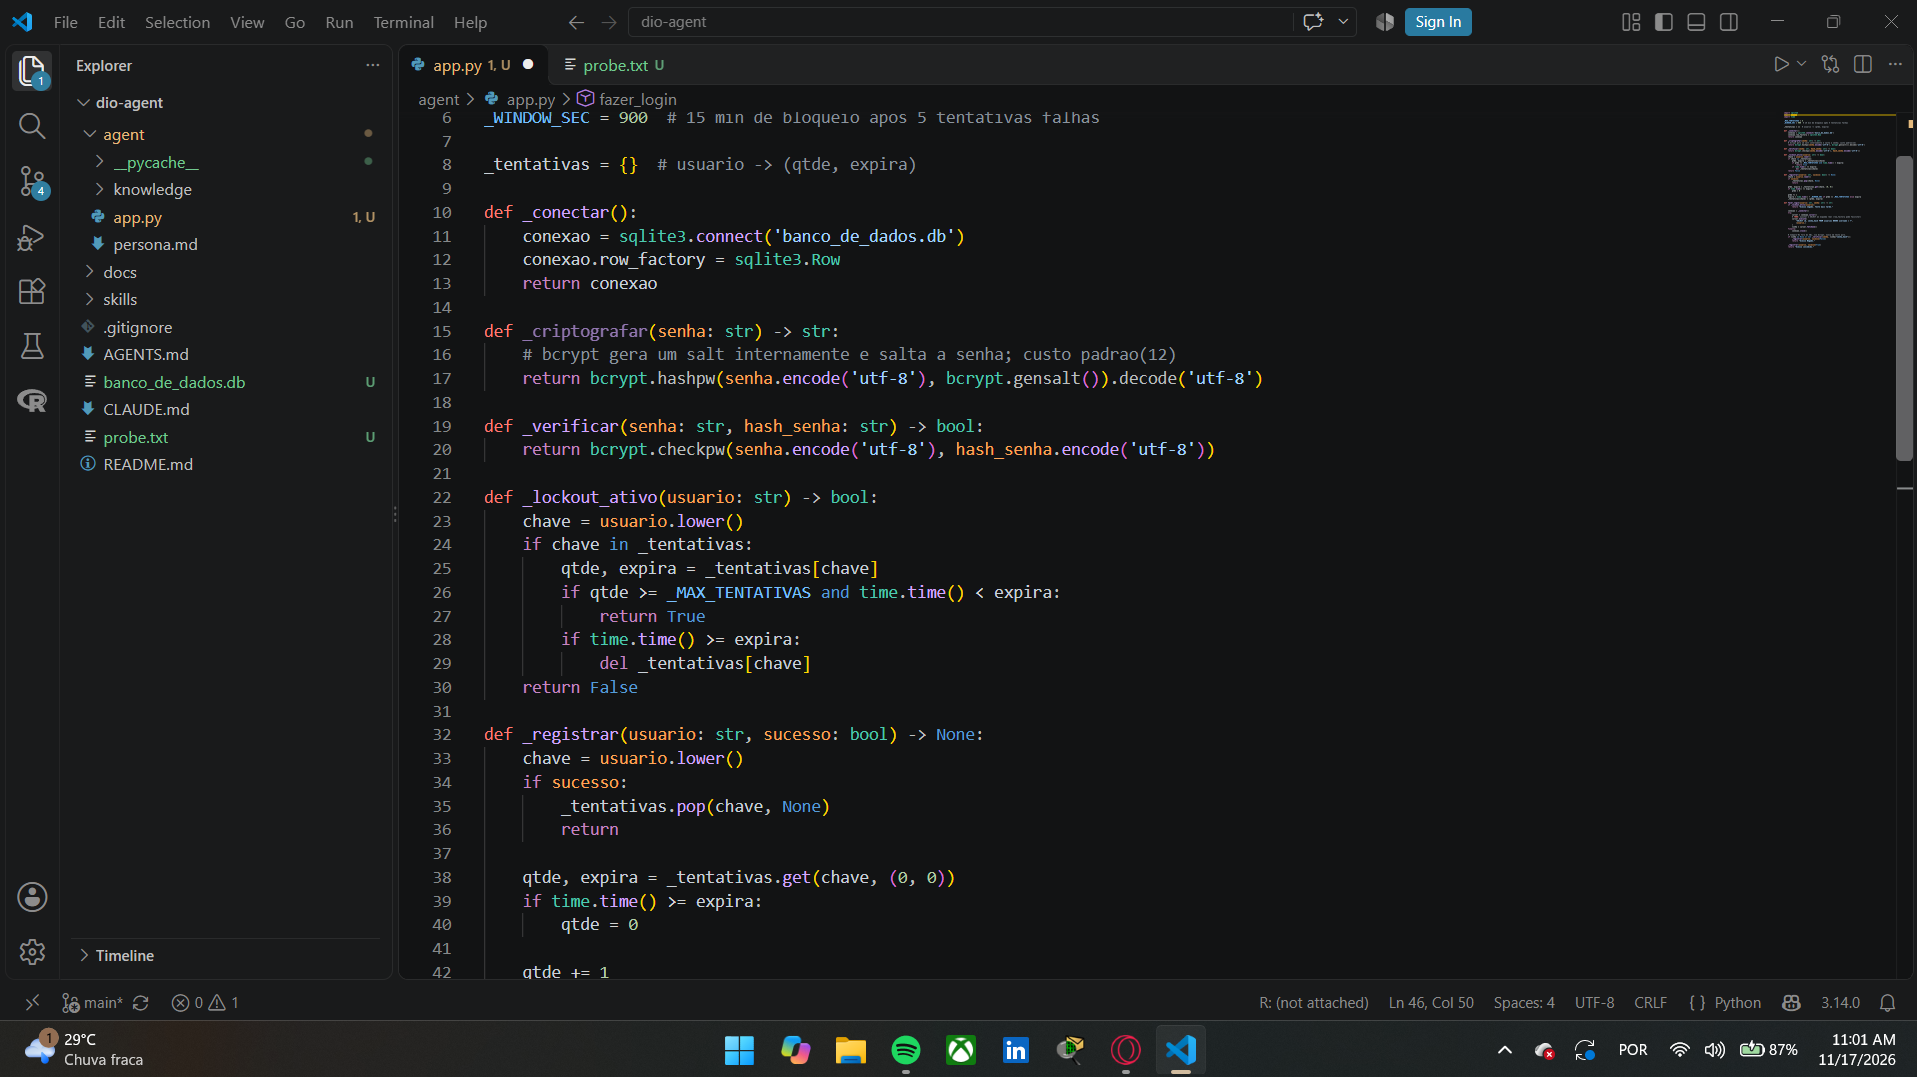 File Edit Selection View Go Run Terminal Help
dio-agent
Sign In
Explorer
dio-agent
agent
__pycache__
knowledge
app.py 1, U
persona.md
docs
skills
.gitignore
AGENTS.md
banco_de_dados.db U
CLAUDE.md
probe.txt U
README.md
Timeline
1
4
app.py 1, U
probe.txt U
agent > app.py > fazer_login
6 _WINDOW_SEC = 900 # 15 min de bloqueio apos 5 tentativas falhas
7
8 _tentativas = {} # usuario -> (qtde, expira)
9
10 def _conectar():
11 conexao = sqlite3.connect('banco_de_dados.db')
12 conexao.row_factory = sqlite3.Row
13 return conexao
14
15 def _criptografar(senha: str) -> str:
16 # bcrypt gera um salt internamente e salta a senha; custo padrao(12)
17 return bcrypt.hashpw(senha.encode('utf-8'), bcrypt.gensalt()).decode('utf-8')
18
19 def _verificar(senha: str, hash_senha: str) -> bool:
20 return bcrypt.checkpw(senha.encode('utf-8'), hash_senha.encode('utf-8'))
21
22 def _lockout_ativo(usuario: str) -> bool:
23 chave = usuario.lower()
24 if chave in _tentativas:
25 qtde, expira = _tentativas[chave]
26 if qtde >= _MAX_TENTATIVAS and time.time() < expira:
27 return True
28 if time.time() >= expira:
29 del _tentativas[chave]
30 return False
31
32 def _registrar(usuario: str, sucesso: bool) -> None:
33 chave = usuario.lower()
34 if sucesso:
35 _tentativas.pop(chave, None)
36 return
37
38 qtde, expira = _tentativas.get(chave, (0, 0))
39 if time.time() >= expira:
40 qtde = 0
41
42 qtde += 1
main* 0 1
R: (not attached) Ln 46, Col 50 Spaces: 4 UTF-8 CRLF { } Python 3.14.0
1
29°C
Chuva fraca
POR
87%
11:01 AM
11/17/2026